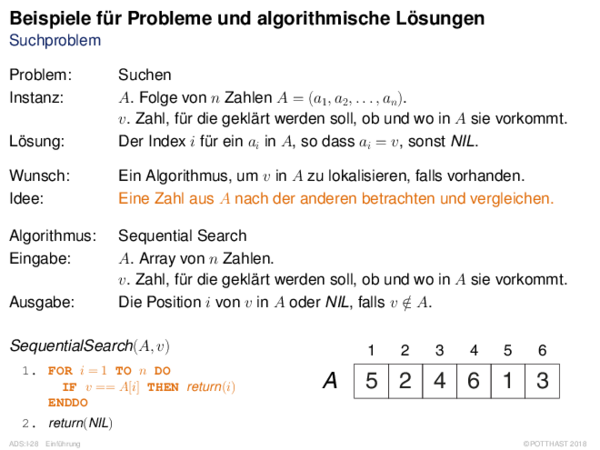 Beispiele für Probleme und algorithmische Lösungen
Suchproblem
Problem: Suchen
Instanz: A. Folge von n Zahlen A = (a₁, a₂, . . . , aₙ).
v. Zahl, für die geklärt werden soll, ob und wo in A sie vorkommt.
Lösung: Der Index i für ein aᵢ in A, so dass aᵢ = v, sonst NIL.
Wunsch: Ein Algorithmus, um v in A zu lokalisieren, falls vorhanden.
Idee: Eine Zahl aus A nach der anderen betrachten und vergleichen.
Algorithmus: Sequential Search
Eingabe: A. Array von n Zahlen.
v. Zahl, für die geklärt werden soll, ob und wo in A sie vorkommt.
Ausgabe: Die Position i von v in A oder NIL, falls v ∉ A.
SequentialSearch(A, v)
1. FOR i = 1 TO n DO
IF v == A[i] THEN return(i)
ENDDO
2. return(NIL)
1 2 3 4 5 6
A 5 2 4 6 1 3
ADS:I-26 Einführung © POTTHAST 2018